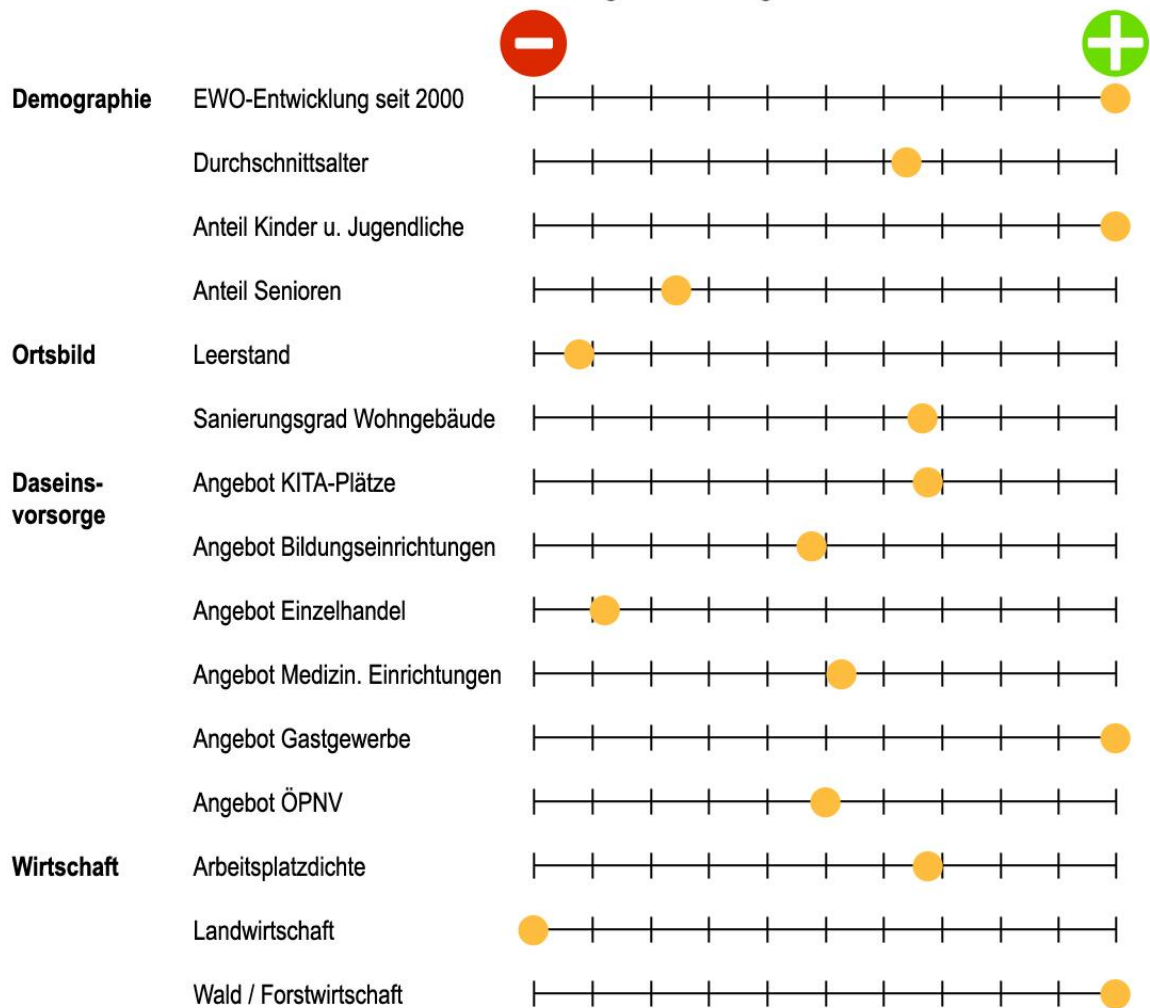 Demographie EWO-Entwicklung seit 2000
Durchschnittsalter
Anteil Kinder u. Jugendliche
Anteil Senioren
Ortsbild Leerstand
Sanierungsgrad Wohngebäude
Daseins-
vorsorge
Angebot KITA-Plätze
Angebot Bildungseinrichtungen
Angebot Einzelhandel
Angebot Medizin. Einrichtungen
Angebot Gastgewerbe
Angebot ÖPNV
Wirtschaft Arbeitsplatzdichte
Landwirtschaft
Wald / Forstwirtschaft